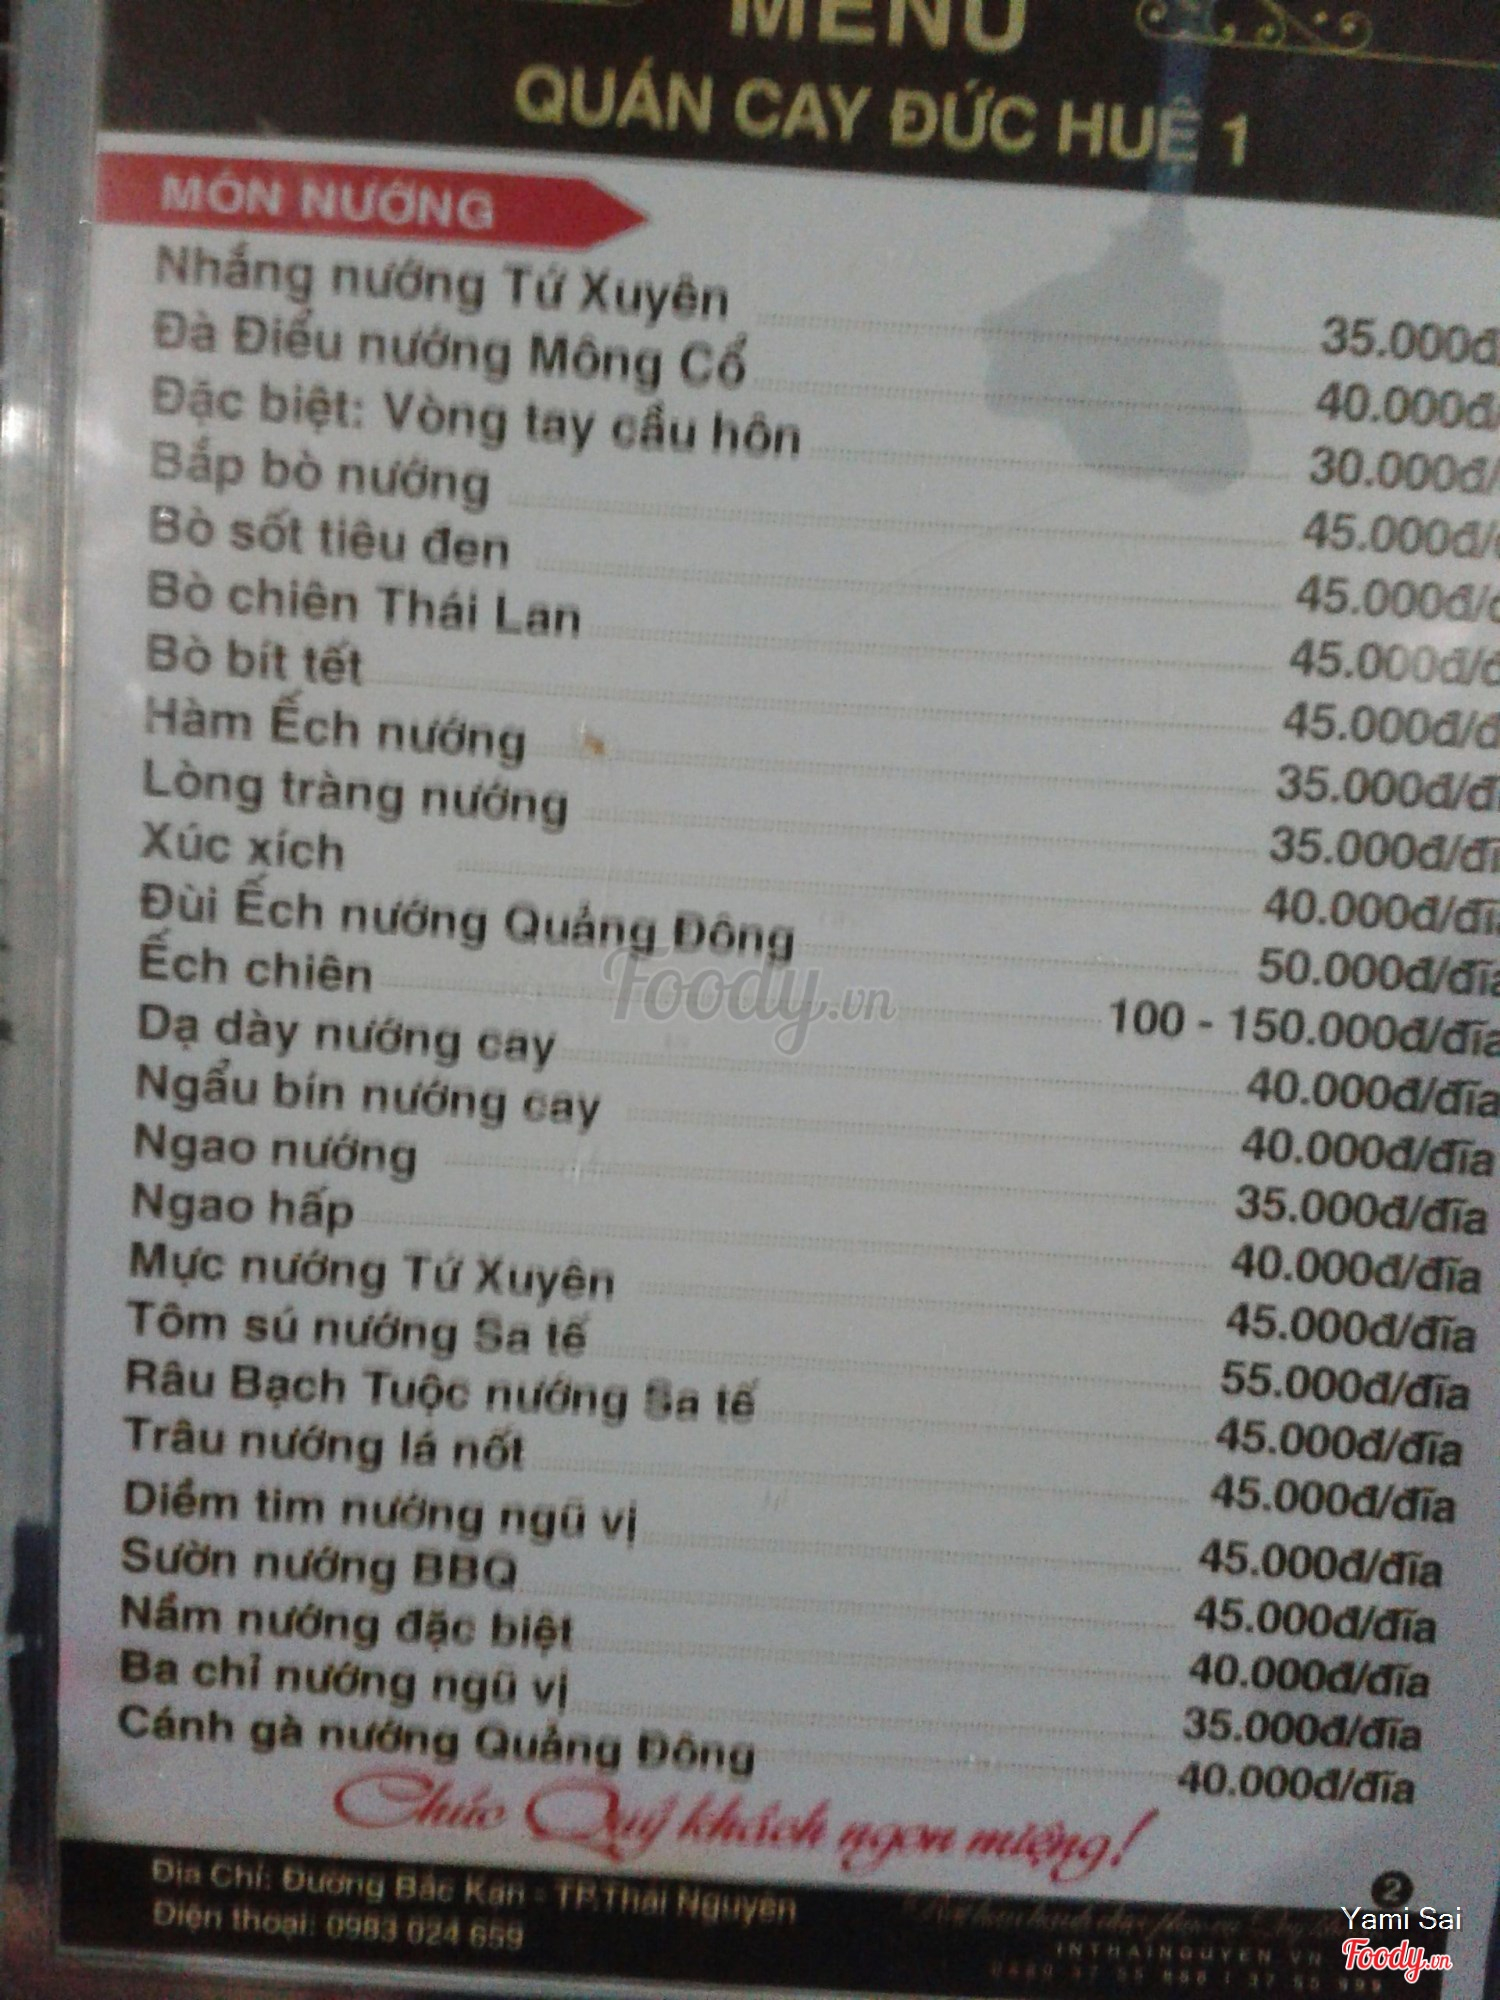 MENU
QUÁN CAY ĐỨC HUÊ 1
MÓN NƯỚNG
Nhắng nướng Tứ Xuyên 35.000đ
Đà Điểu nướng Mông Cổ 40.000đ/
Đặc biệt: Vòng tay cầu hôn 30.000đ/
Bắp bò nướng 45.000đ/
Bò sốt tiêu đen 45.000đ/đ
Bò chiên Thái Lan 45.000đ/đ
Bò bít tết 45.000đ/đ
Hàm Ếch nướng 35.000đ/đĩ
Lòng tràng nướng 35.000đ/đĩ
Xúc xích 40.000đ/đĩa
Đùi Ếch nướng Quảng Đông 50.000đ/đĩa
Ếch chiên 100 - 150.000đ/đĩa
Dạ dày nướng cay 40.000đ/đĩa
Ngẩu bín nướng cay 40.000đ/đĩa
Ngao nướng 35.000đ/đĩa
Ngao hấp 40.000đ/đĩa
Mực nướng Tứ Xuyên 45.000đ/đĩa
Tôm sú nướng Sa tế 55.000đ/đĩa
Râu Bạch Tuộc nướng Sa tế 45.000đ/đĩa
Trâu nướng lá nốt 45.000đ/đĩa
Diềm tim nướng ngũ vị 45.000đ/đĩa
Sườn nướng BBQ 45.000đ/đĩa
Nầm nướng đặc biệt 40.000đ/đĩa
Ba chỉ nướng ngũ vị 35.000đ/đĩa
Cánh gà nướng Quảng Đông 40.000đ/đĩa
Chúc Quý khách ngon miệng!
Địa Chỉ: Đường Bắc Kạn - TP.Thái Nguyên
Điện thoại: 0983 024 659
2
INTHAINGUYEN.VN
Foody.vn
Yami Sai
Foody.vn